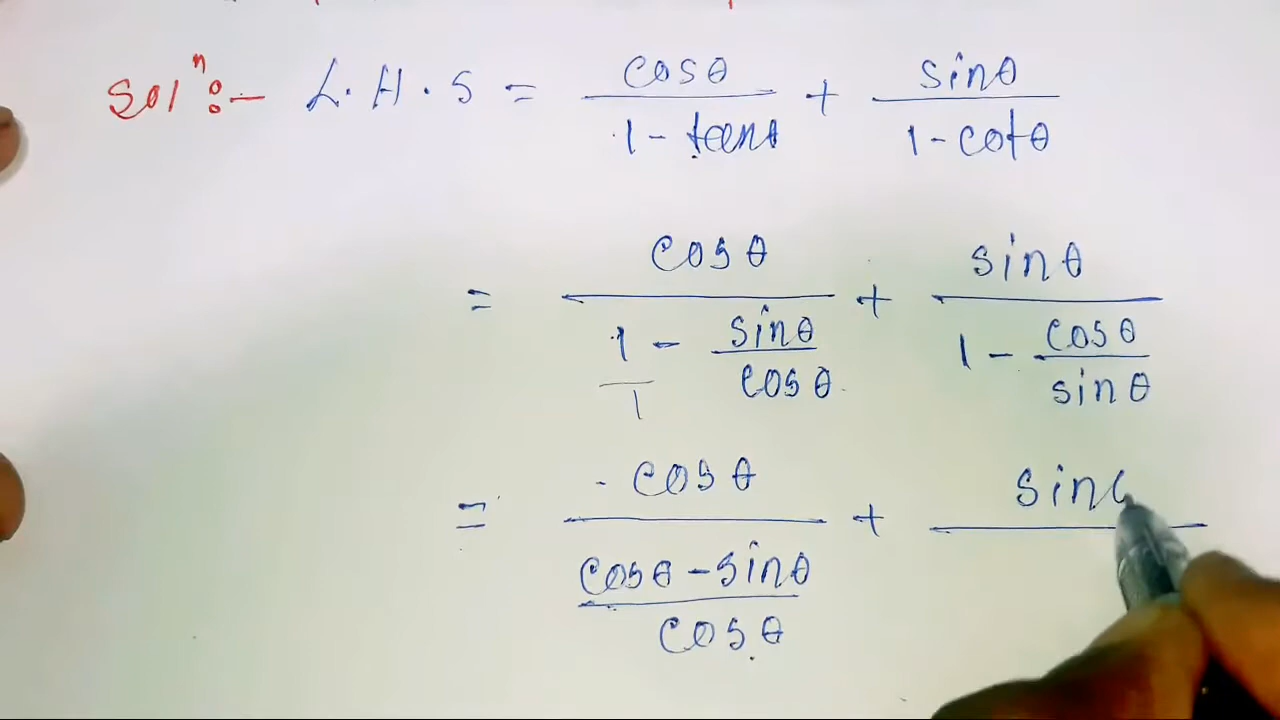 Solⁿ :- L.H.S = cosθ / 1 - tanθ + sinθ / 1 - cotθ
= cosθ / 1 - sinθ/cosθ + sinθ / 1 - cosθ/sinθ
1
= cosθ / cosθ - sinθ / cosθ + sin